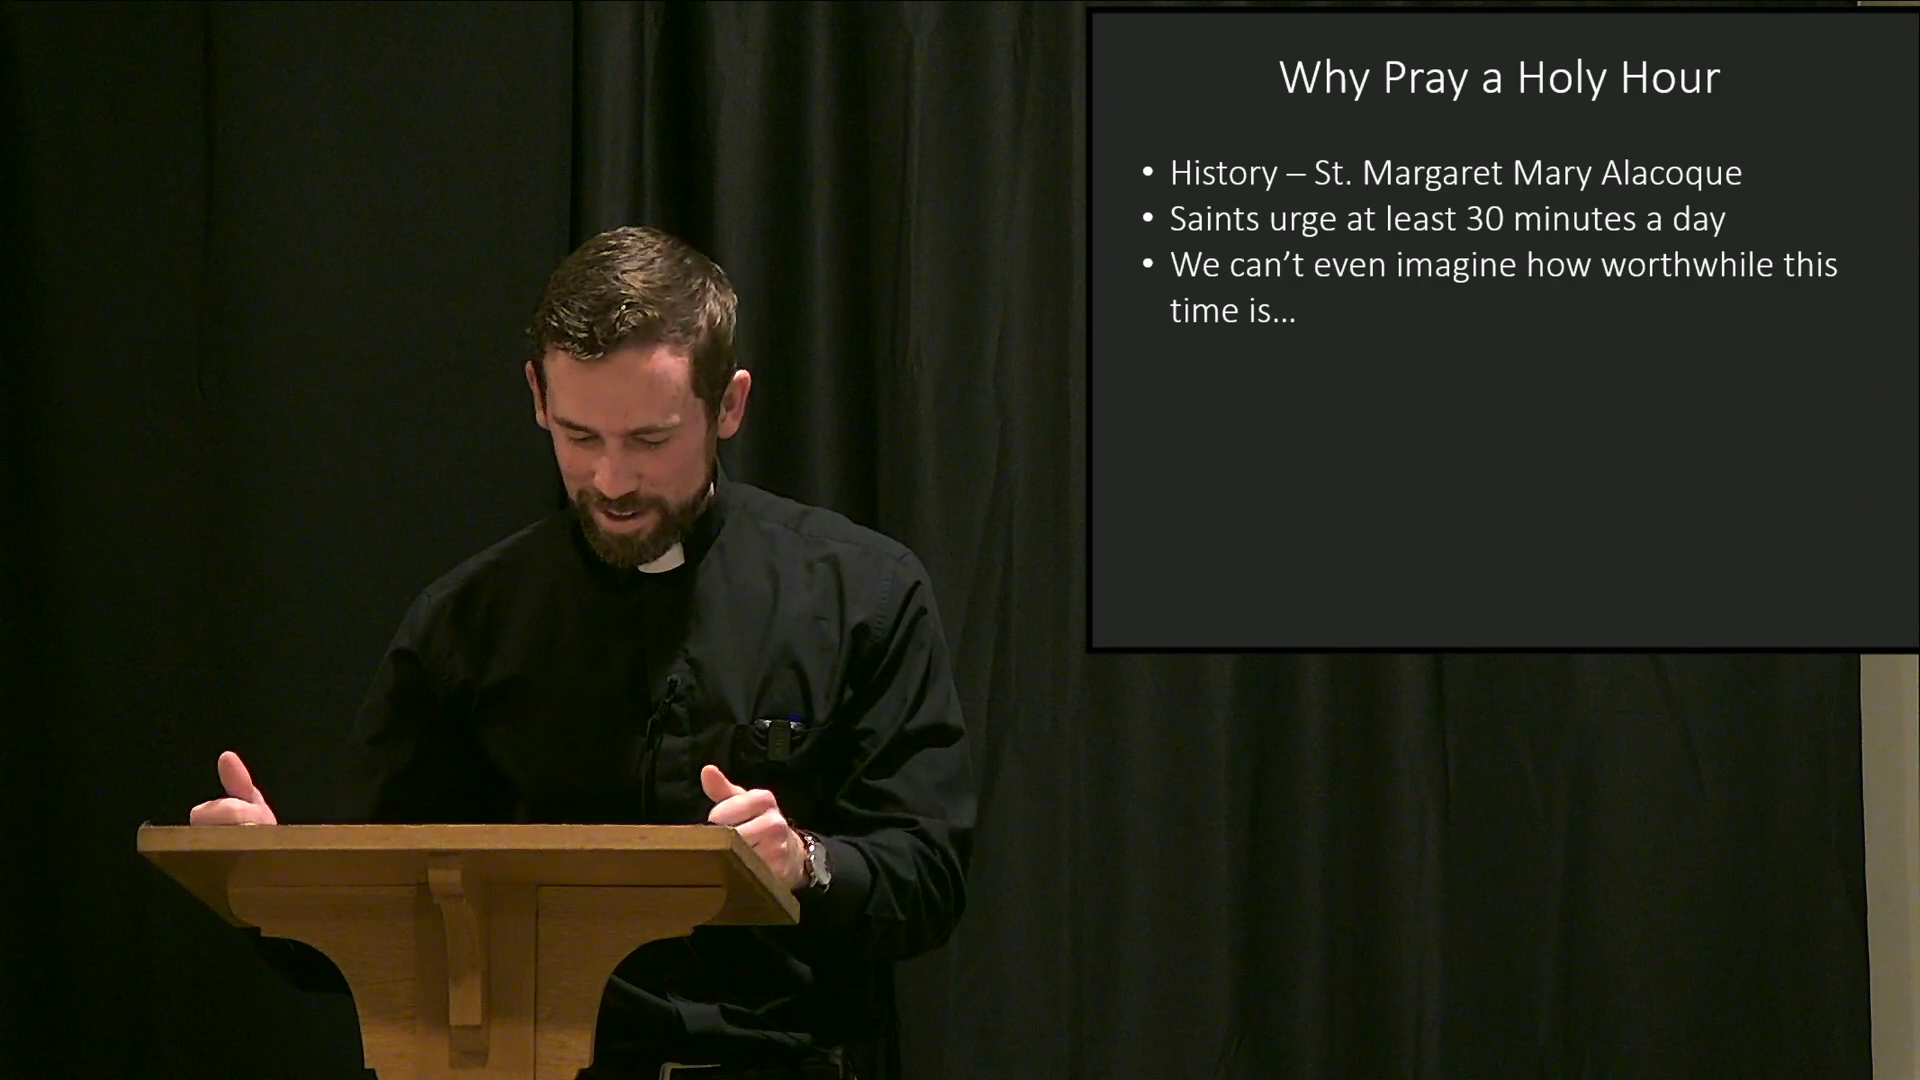 Why Pray a Holy Hour
• History – St. Margaret Mary Alacoque
• Saints urge at least 30 minutes a day
• We can’t even imagine how worthwhile this
time is...